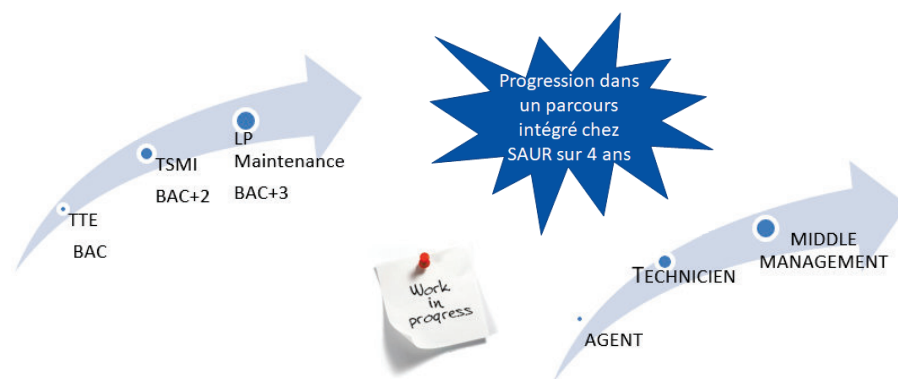 Progression dans
un parcours
intégré chez
SAUR sur 4 ans
LP
Maintenance
BAC+3
TSMI
BAC+2
TTE
BAC
MIDDLE
MANAGEMENT
TECHNICIEN
AGENT
Work
in
progress